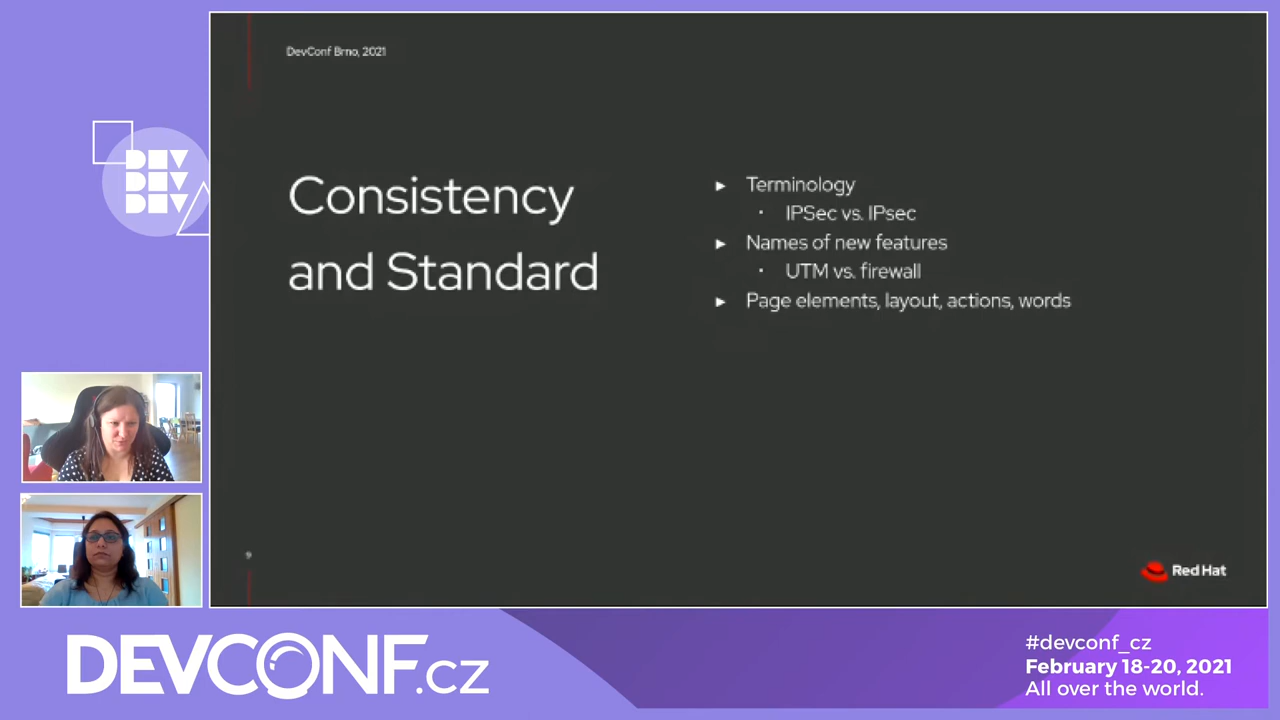 DevConf Brno, 2021
Consistency
and Standard
► Terminology
• IPSec vs. IPsec
► Names of new features
• UTM vs. firewall
► Page elements, layout, actions, words
9
Red Hat
DEV
DEV
DEV
DEVCONF.cz
#devconf_cz
February 18-20, 2021
All over the world.